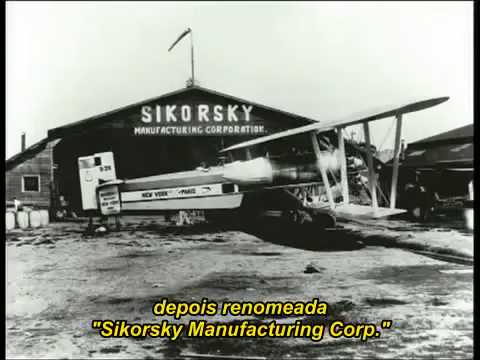 SIKORSKY
MANUFACTURING CORPORATION.
NEW YORK PARIS
depois renomeada
"Sikorsky Manufacturing Corp."